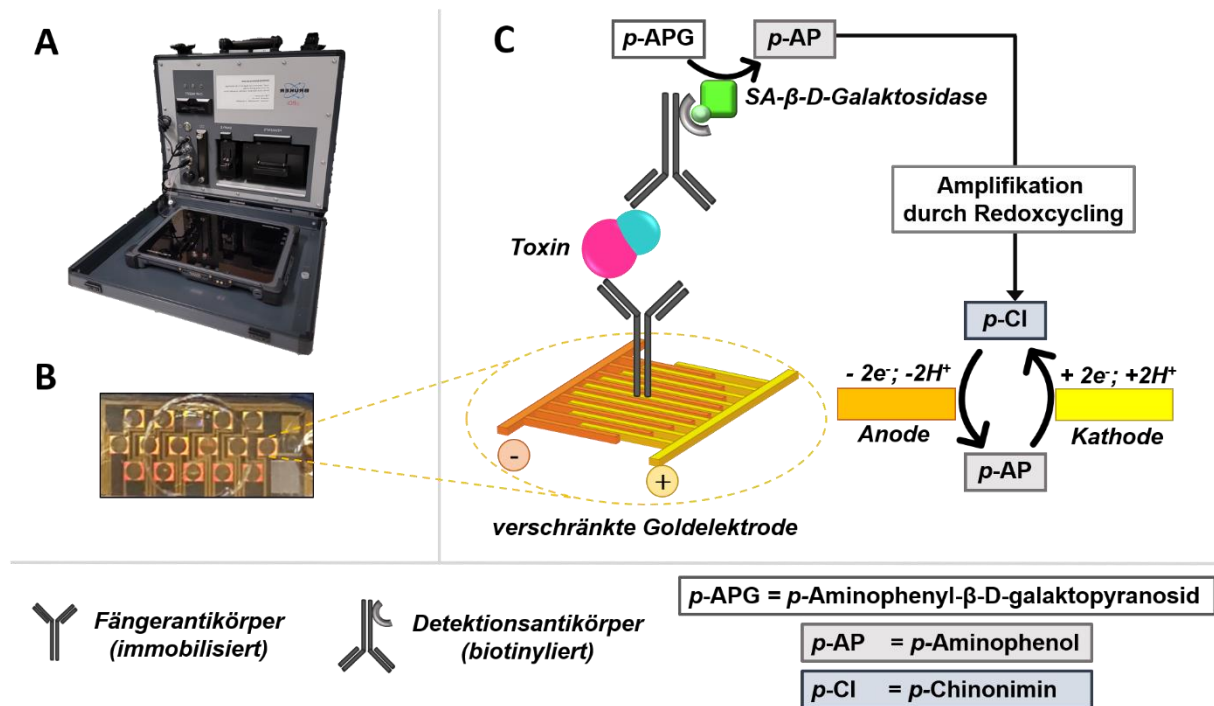 A
B
C
p-APG
p-AP
SA-β-D-Galaktosidase
Toxin
Amplifikation
durch Redoxcycling
p-CI
- 2e-; -2H+
+ 2e-; +2H+
Anode
Kathode
p-AP
-
+
verschränkte Goldelektrode
Fängerantikörper
(immobilisiert)
Detektionsantikörper
(biotinyliert)
p-APG = p-Aminophenyl-β-D-galaktopyranosid
p-AP = p-Aminophenol
p-CI = p-Chinonimin